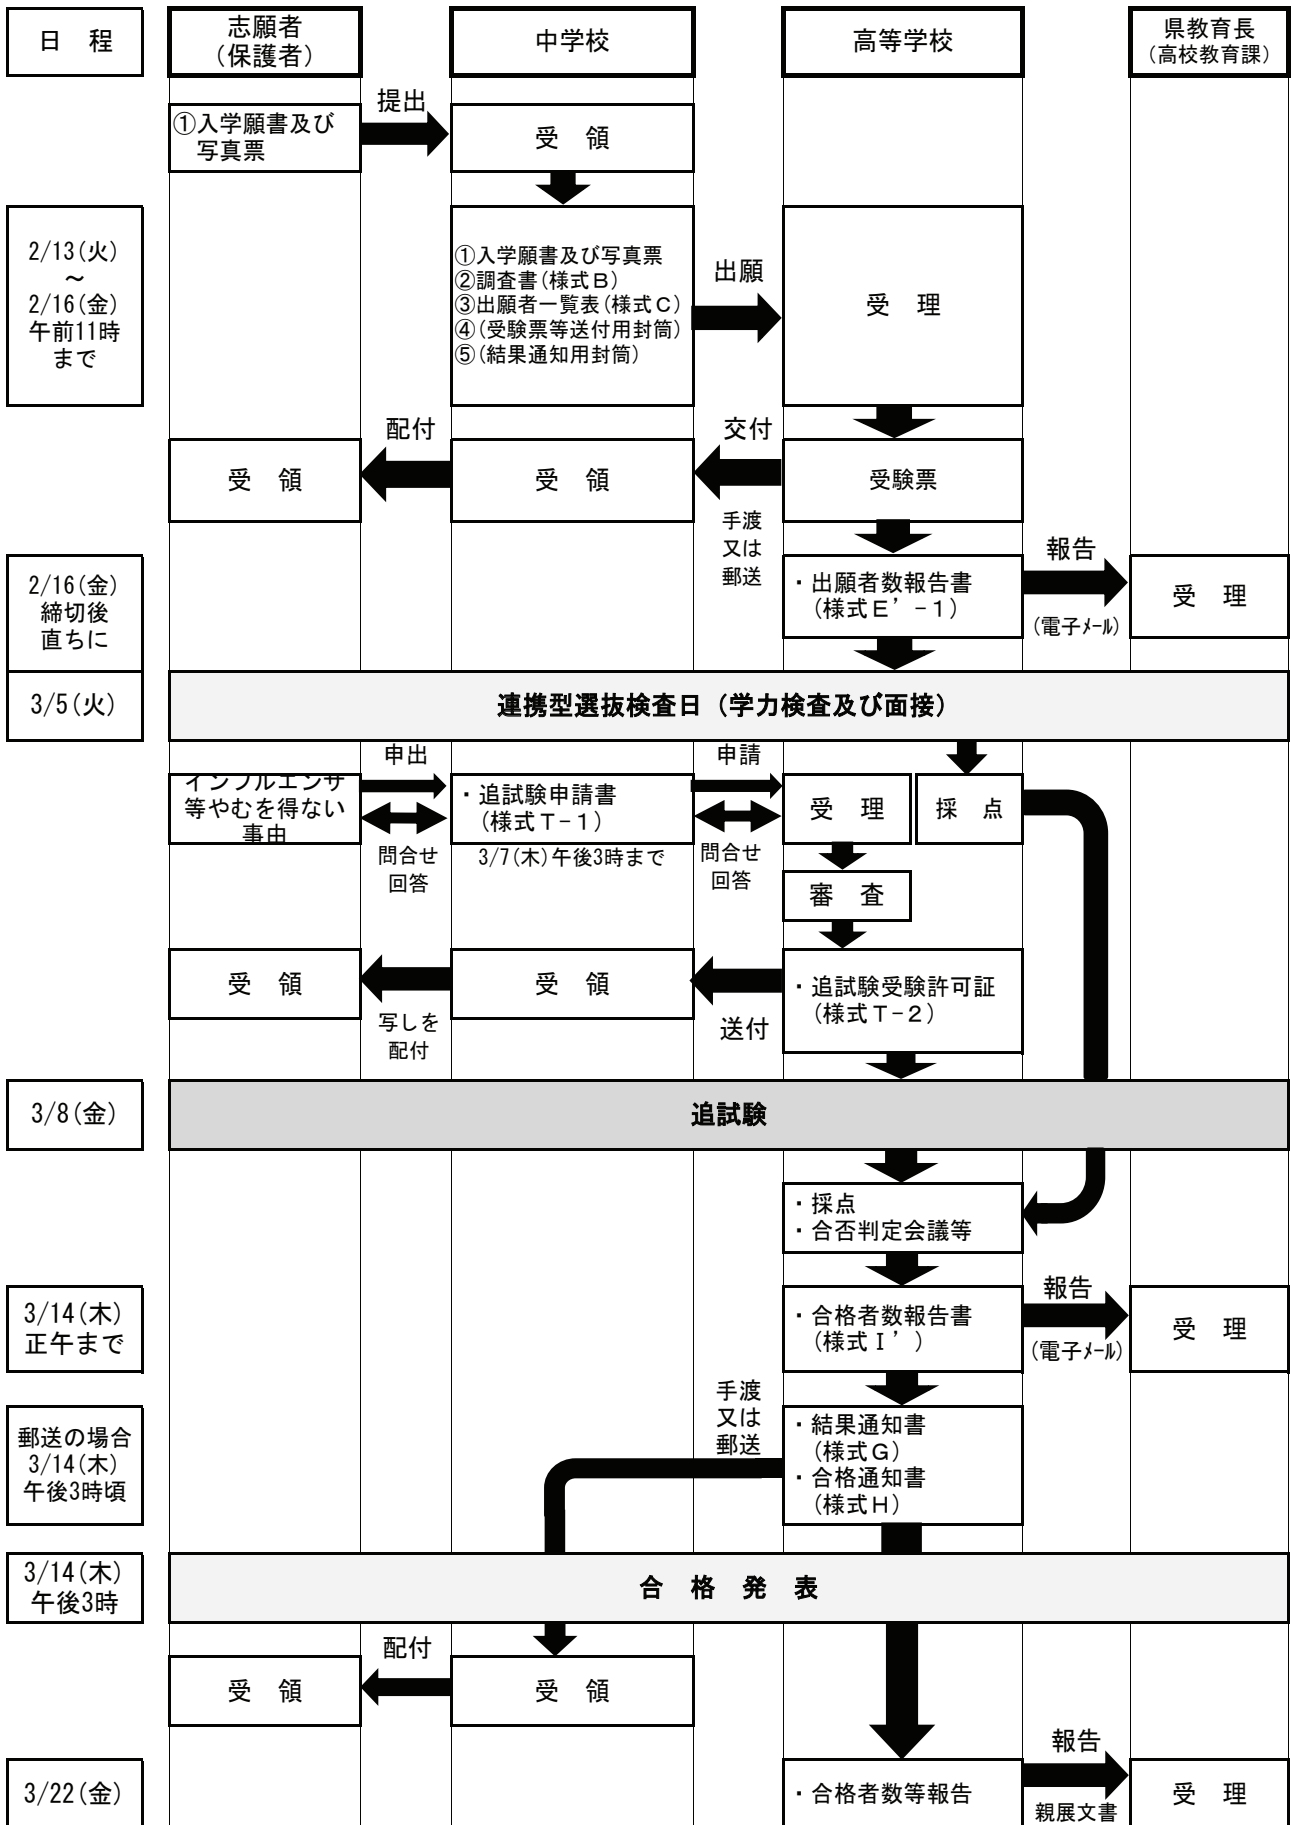 日　程
志願者
（保護者）
中学校
高等学校
県教育長
（高校教育課）
提出
①入学願書及び
写真票
受　領
2/13(火)
～
2/16(金)
午前11時
まで
①入学願書及び写真票
②調査書(様式Ｂ)
③出願者一覧表(様式Ｃ)
④(受験票等送付用封筒)
⑤(結果通知用封筒)
出願
受　理
配付
交付
受　領
受　領
受験票
手渡
又は
郵送
2/16(金)
締切後
直ちに
・出願者数報告書
(様式Ｅ’-１)
報告
(電子ﾒｰﾙ)
受　理
3/5(火)
連携型選抜検査日（学力検査及び面接）
申出
申請
インフルエンザ
等やむを得ない
事由
・追試験申請書
(様式Ｔ-１)
受　理
採　点
問合せ
回答
3/7(木)午後3時まで
問合せ
回答
審　査
受　領
受　領
・追試験受験許可証
(様式Ｔ-２)
写しを
配付
送付
3/8(金)
追試験
・採点
・合否判定会議等
3/14(木)
正午まで
・合格者数報告書
(様式Ｉ’)
報告
(電子ﾒｰﾙ)
受　理
手渡
又は
郵送
郵送の場合
3/14(木)
午後3時頃
・結果通知書
(様式Ｇ)
・合格通知書
(様式Ｈ)
3/14(木)
午後3時
合　格　発　表
配付
受　領
受　領
3/22(金)
・合格者数等報告
報告
親展文書
受　理